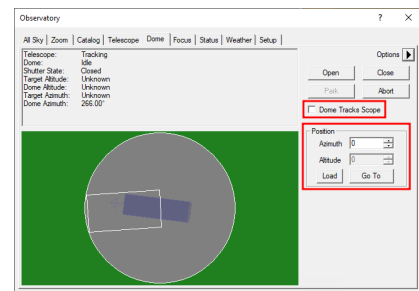 Observatory ? ×
All Sky Zoom Catalog Telescope Dome Focus Status Weather Setup
Telescope: Tracking
Dome: Idle
Shutter State: Closed
Target Altitude: Unknown
Dome Altitude: Unknown
Target Azimuth: Unknown
Dome Azimuth: 266.00°
Options
Open Close
Park Abort
Dome Tracks Scope
Position
Azimuth 0
Altitude 0
Load Go To